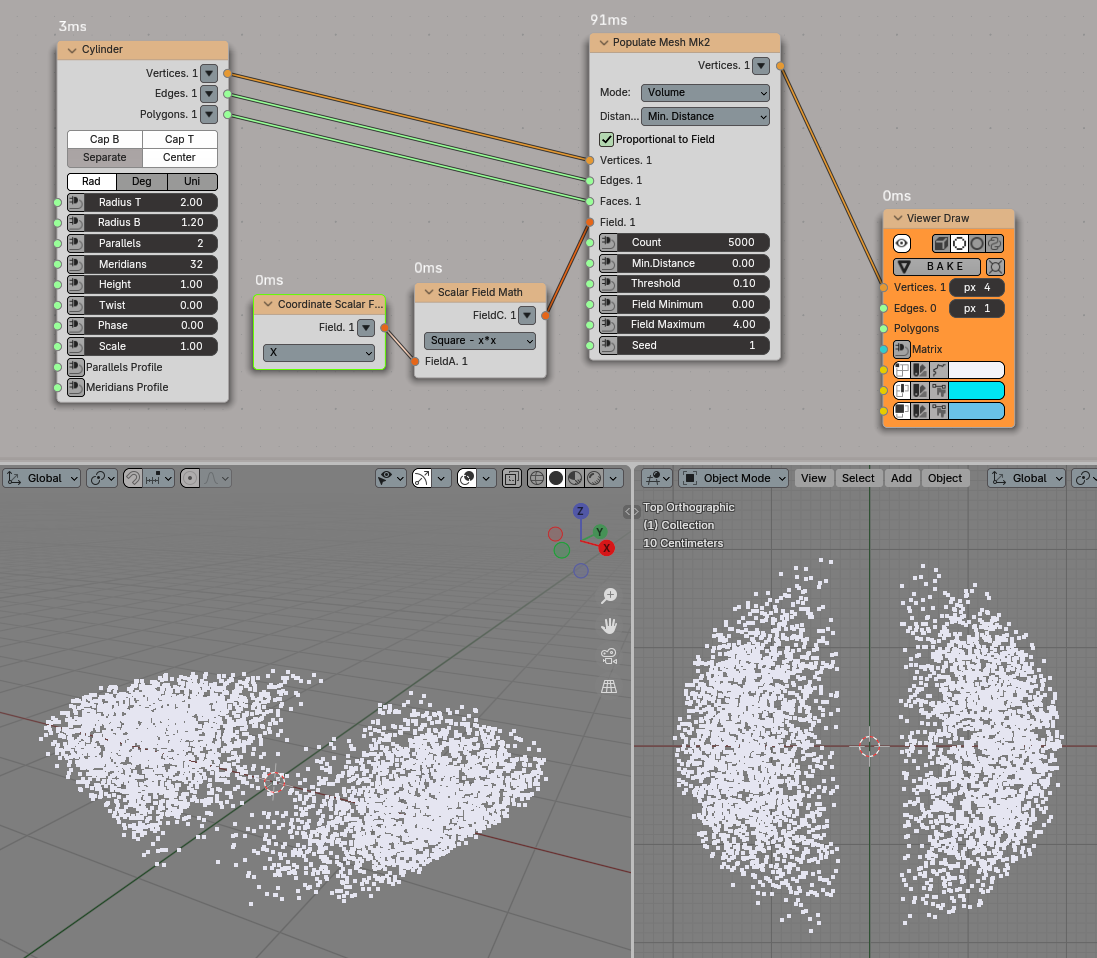 3ms
Cylinder
Vertices. 1
Edges. 1
Polygons. 1
Cap B Cap T
Separate Center
Rad Deg Uni
Radius T 2.00
Radius B 1.20
Parallels 2
Meridians 32
Height 1.00
Twist 0.00
Phase 0.00
Scale 1.00
Parallels Profile
Meridians Profile
0ms
Coordinate Scalar F...
Field. 1
X
0ms
Scalar Field Math
FieldC. 1
Square - x*x
FieldA. 1
91ms
Populate Mesh Mk2
Vertices. 1
Mode: Volume
Distan... Min. Distance
Proportional to Field
Vertices. 1
Edges. 1
Faces. 1
Field. 1
Count 5000
Min.Distance 0.00
Threshold 0.10
Field Minimum 0.00
Field Maximum 4.00
Seed 1
0ms
Viewer Draw
BAKE
Vertices. 1 px 4
Edges. 0 px 1
Polygons
Matrix
Global
Z
Y
X
Object Mode View Select Add Object Global
Top Orthographic
(1) Collection
10 Centimeters